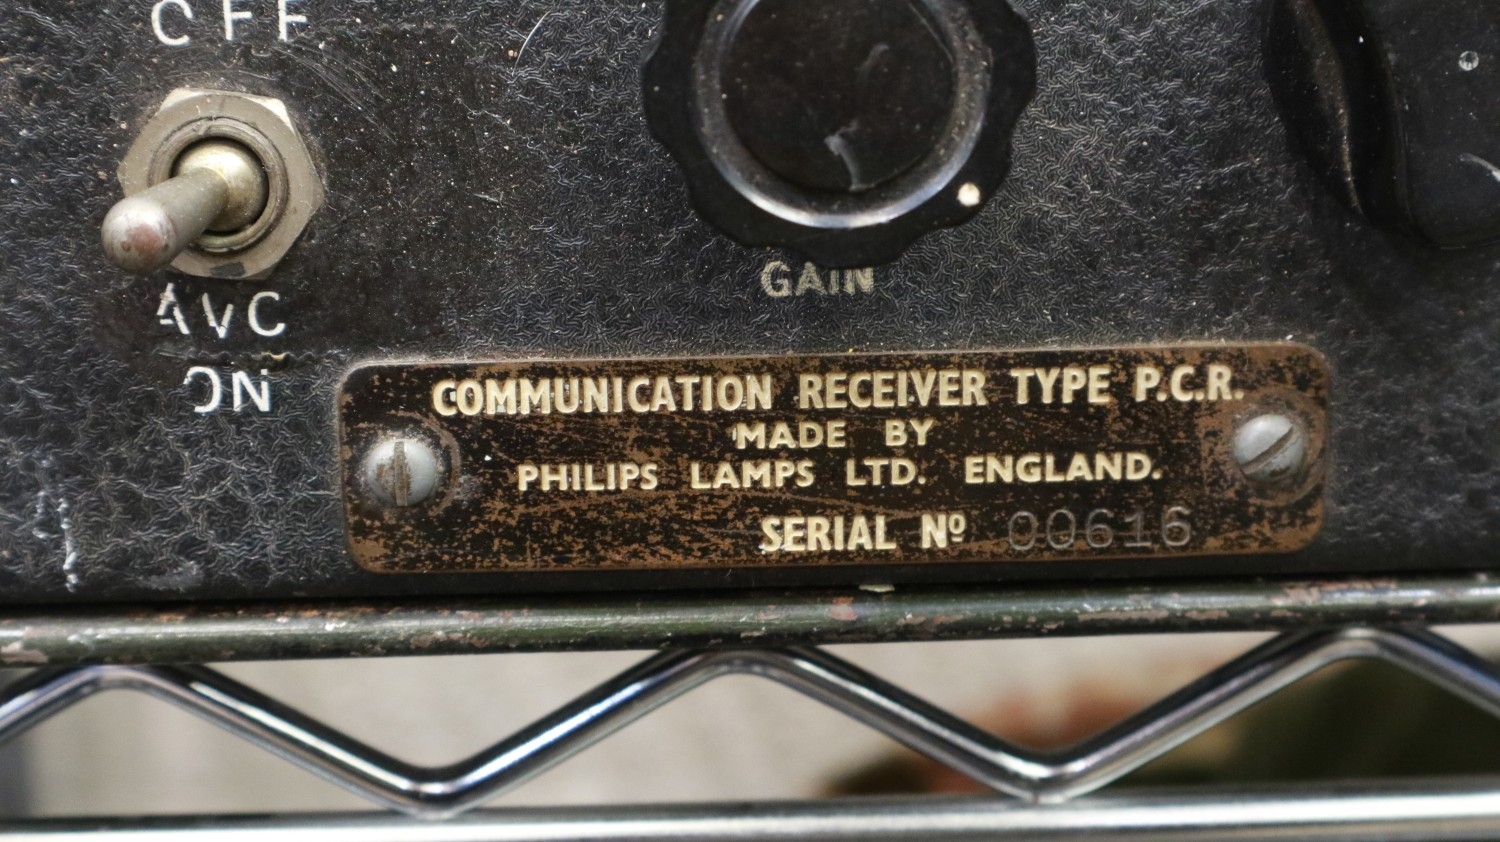 OFF
AVC
ON
GAIN
COMMUNICATION RECEIVER TYPE P.C.R.
MADE BY
PHILIPS LAMPS LTD. ENGLAND.
SERIAL Nº 00616